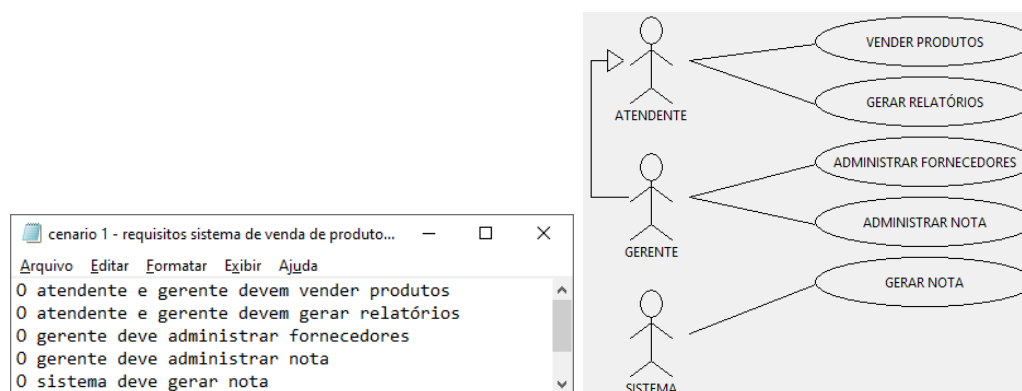 cenario 1 - requisitos sistema de venda de produto...
Arquivo Editar Formatar Exibir Ajuda
O atendente e gerente devem vender produtos
O atendente e gerente devem gerar relatórios
O gerente deve administrar fornecedores
O gerente deve administrar nota
O sistema deve gerar nota
VENDER PRODUTOS
GERAR RELATÓRIOS
ATENDENTE
ADMINISTRAR FORNECEDORES
ADMINISTRAR NOTA
GERENTE
GERAR NOTA
SISTEMA